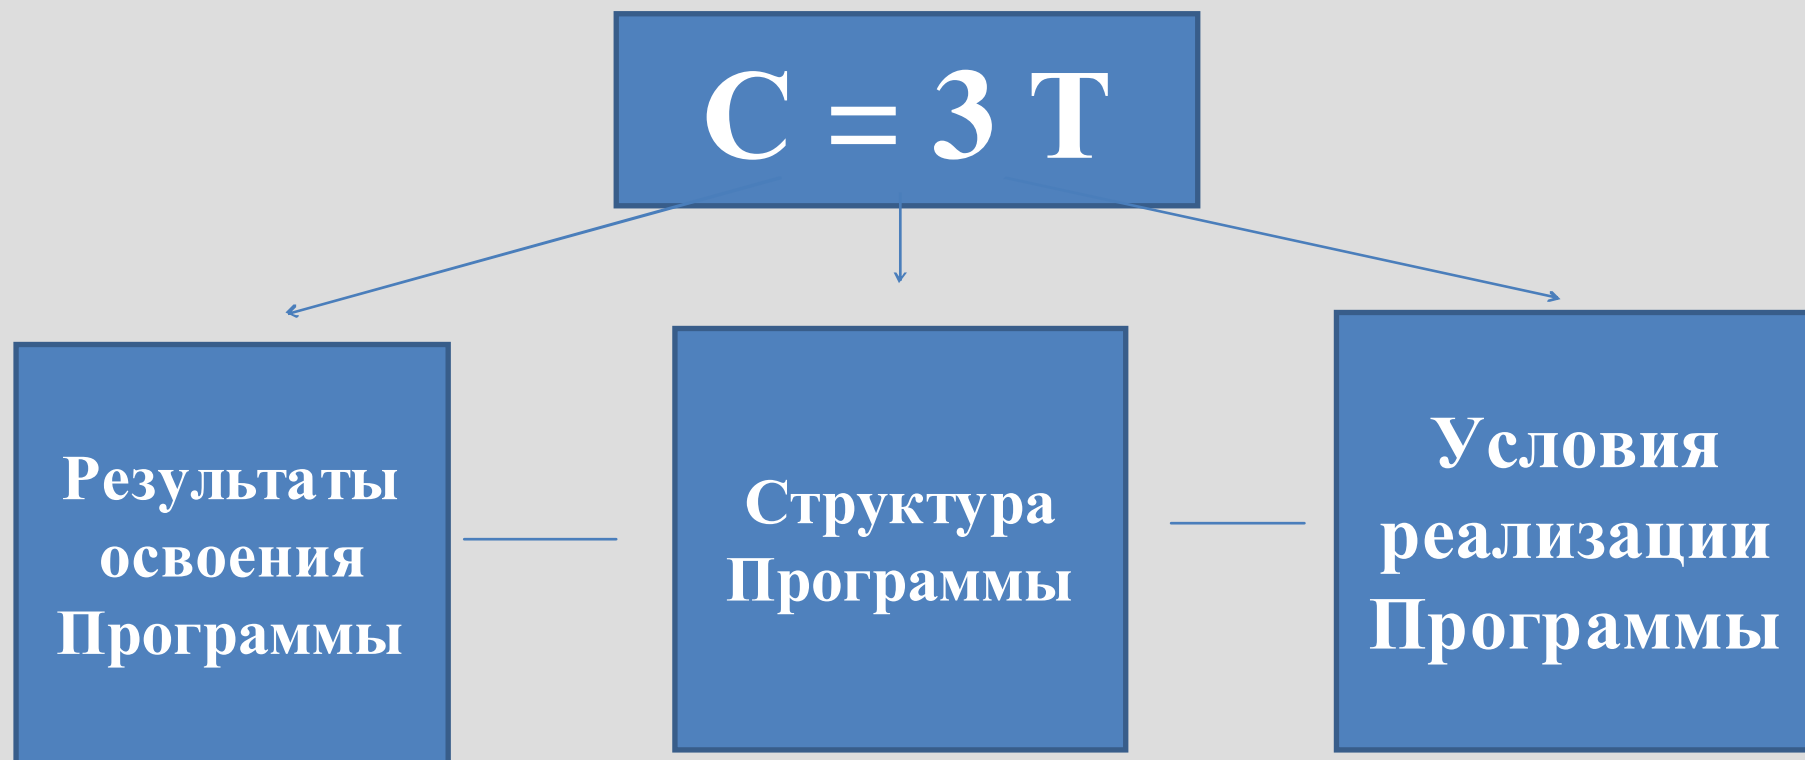 С = 3 Т
Результаты
освоения
Программы
Структура
Программы
Условия
реализации
Программы